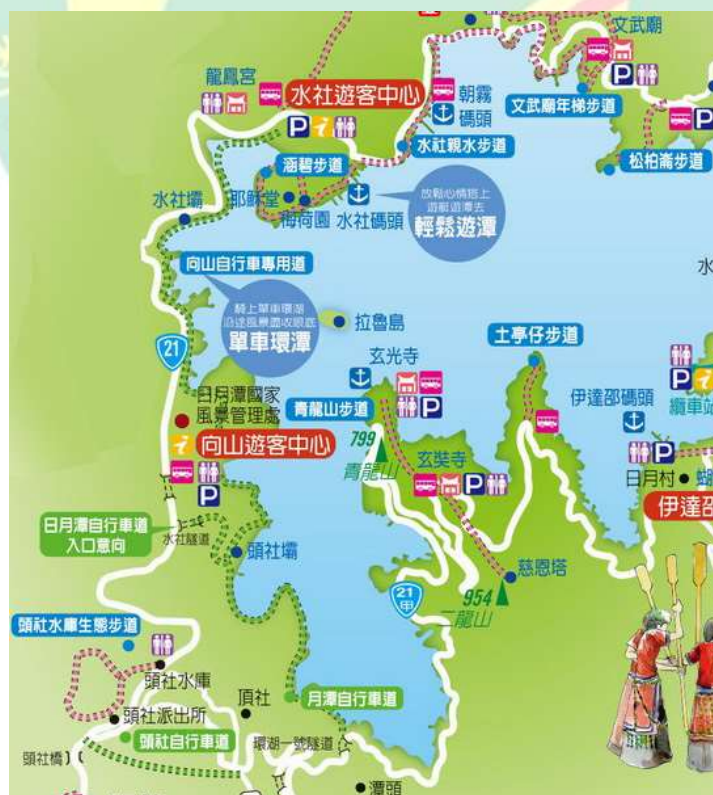 文武廟
龍鳳宮
水社遊客中心
P
朝霧
碼頭
P
文武廟年梯步道
P
水社親水步道
涵碧步道
松柏崙步道
水社壩
耶穌堂
梅荷園
水社碼頭
放鬆心情搭上
遊艇遊潭去
輕鬆遊潭
向山自行車專用道
水
騎上單車環湖
沿途風景盡收眼底
單車環潭
拉魯島
21
玄光寺
土亭仔步道
P
日月潭國家
風景管理處
青龍山步道
P
伊達邵碼頭
纜車站
向山遊客中心
799
青龍山
玄奘寺
P
P
P
日月村
伊達邵
日月潭自行車道
入口意向
水社隧道
頭社壩
慈恩塔
21
甲
954
二龍山
頭社水庫生態步道
頭社水庫
頂社
月潭自行車道
頭社派出所
頭社自行車道
環湖一號隧道
頭社橋
潭頭